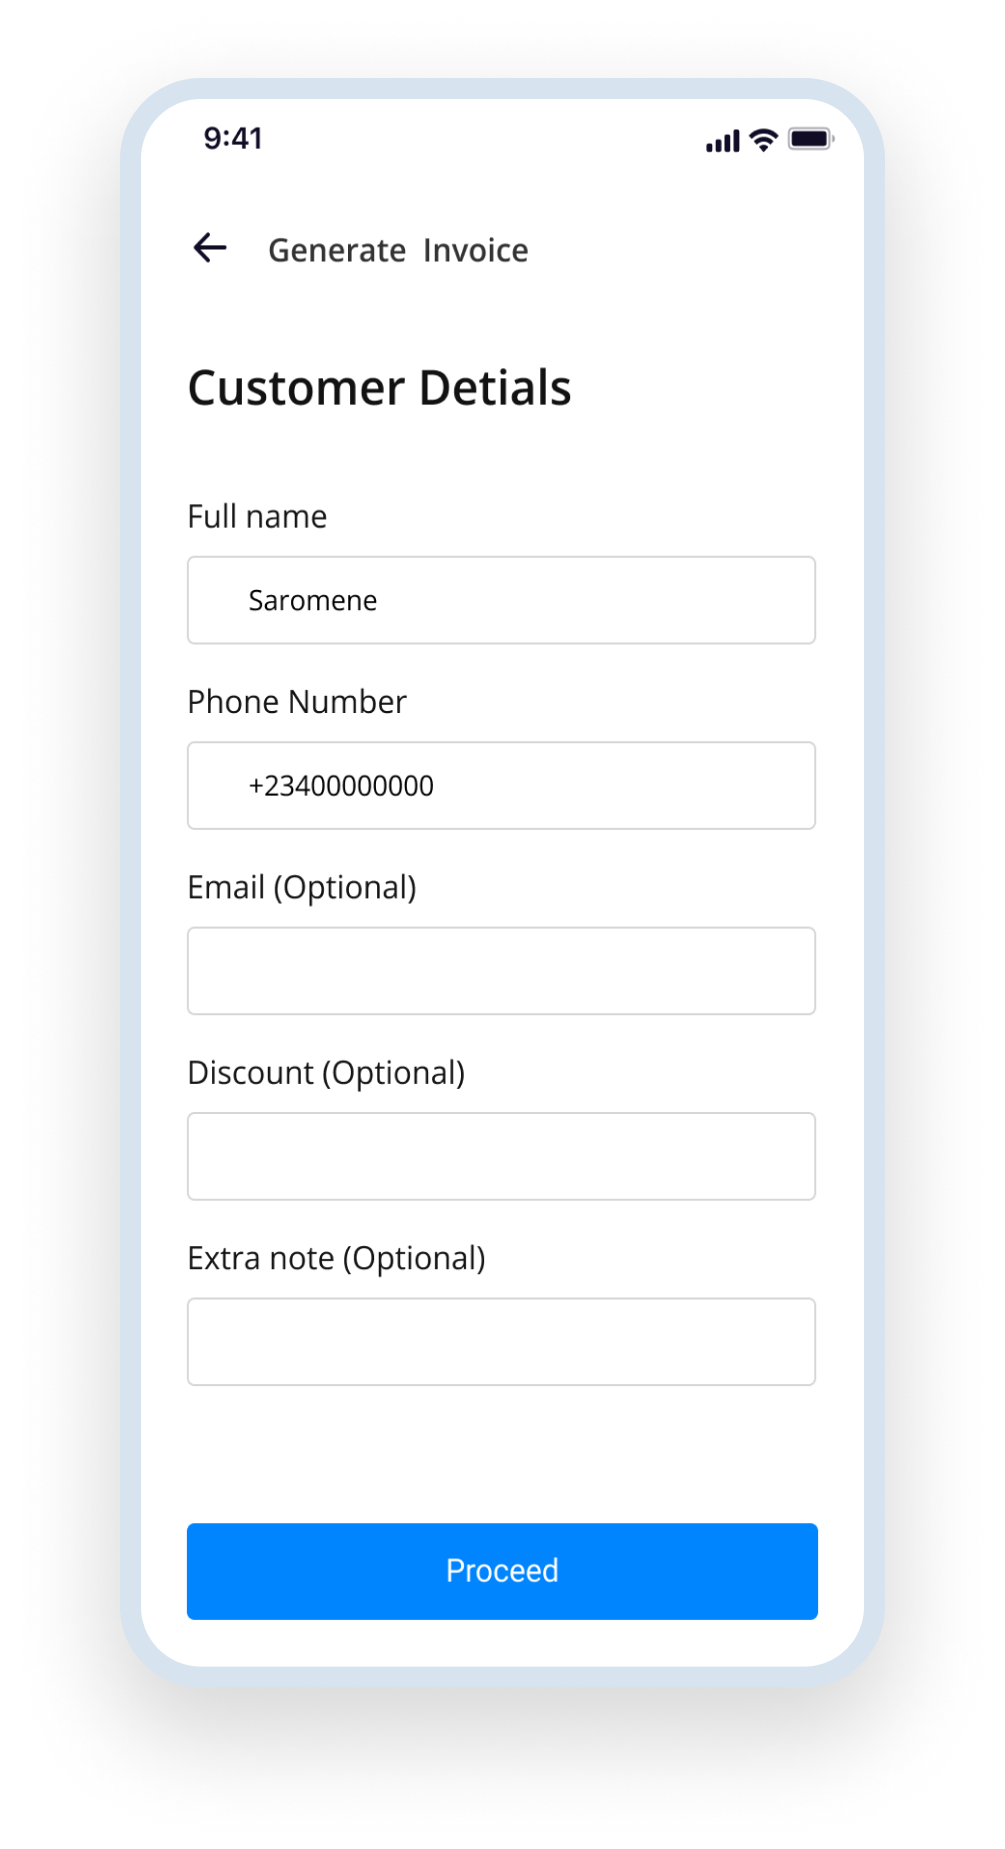 9:41
Generate Invoice
Customer Detials
Full name
Saromene
Phone Number
+23400000000
Email (Optional)
Discount (Optional)
Extra note (Optional)
Proceed